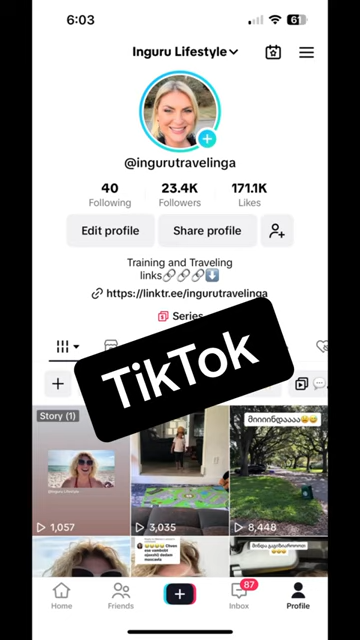 6:03
6
Inguru Lifestyle
@ingurutravelinga
40 23.4K 171.1K
Following Followers Likes
Edit profile Share profile
Training and Traveling
links🔗🔗🔗⬇️
https://linktr.ee/ingurutravelinga
Series
TikTok
Story (1)
მიიიინდაააა😩😅
1,057
3,035
8,448
Home
Friends
87
Inbox
Profile